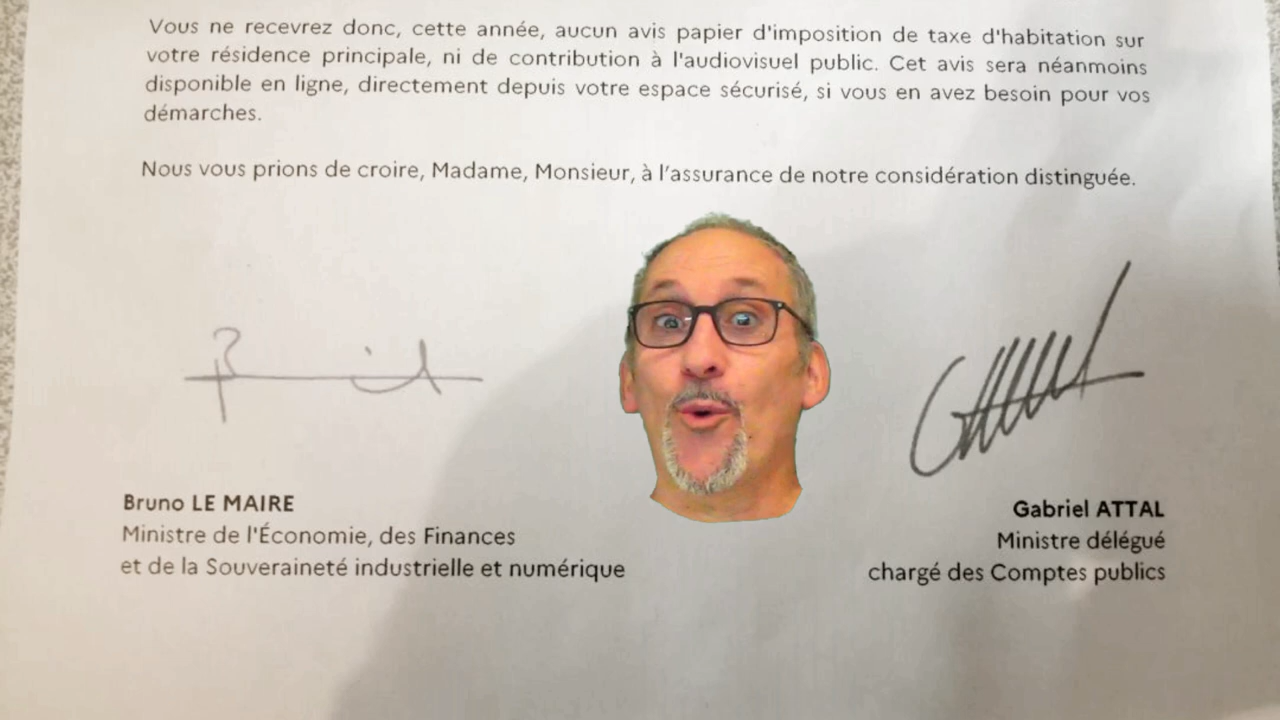 Vous ne recevrez donc, cette année, aucun avis papier d'imposition de taxe d'habitation sur
votre résidence principale, ni de contribution à l'audiovisuel public. Cet avis sera néanmoins
disponible en ligne, directement depuis votre espace sécurisé, si vous en avez besoin pour vos
démarches.
Nous vous prions de croire, Madame, Monsieur, à l’assurance de notre considération distinguée.
Bruno LE MAIRE
Ministre de l'Économie, des Finances
et de la Souveraineté industrielle et numérique
Gabriel ATTAL
Ministre délégué
chargé des Comptes publics